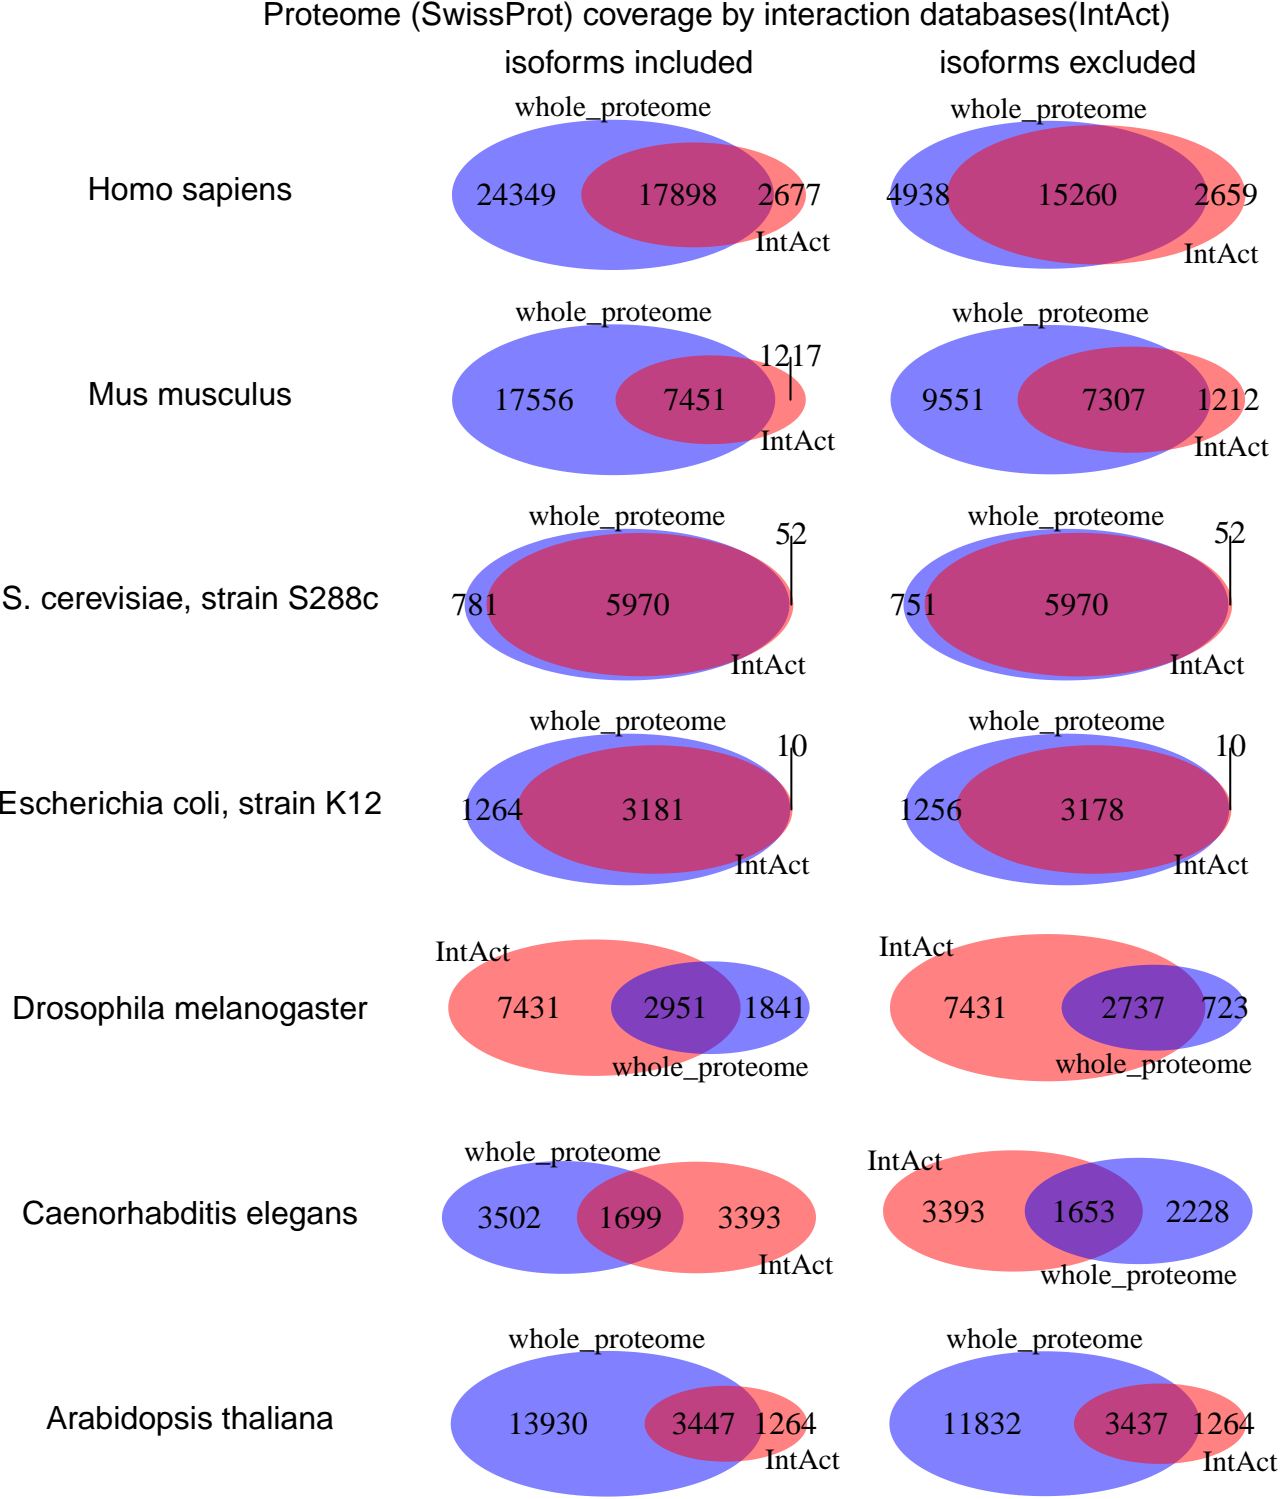 Proteome (SwissProt) coverage by interaction databases(IntAct)
isoforms included isoforms excluded
whole_proteome whole_proteome
Homo sapiens 24349 17898 2677 4938 15260 2659
IntAct IntAct
whole_proteome whole_proteome
1217
Mus musculus 17556 7451 9551 7307 1212
IntAct IntAct
whole_proteome whole_proteome
52 52
S. cerevisiae, strain S288c 781 5970 751 5970
IntAct IntAct
whole_proteome whole_proteome
10 10
Escherichia coli, strain K12 1264 3181 1256 3178
IntAct IntAct
IntAct IntAct
Drosophila melanogaster 7431 2951 1841 7431 2737 723
whole_proteome whole_proteome
whole_proteome IntAct
Caenorhabditis elegans 3502 1699 3393 3393 1653 2228
IntAct whole_proteome
whole_proteome whole_proteome
Arabidopsis thaliana 13930 3447 1264 11832 3437 1264
IntAct IntAct